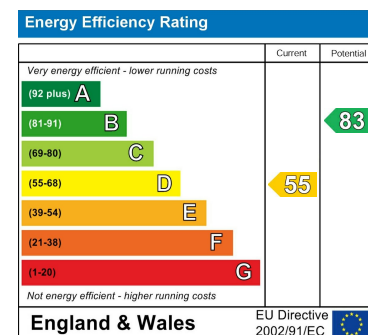 Energy Efficiency Rating
Current Potential
Very energy efficient - lower running costs
(92 plus) A
(81-91) B
83
(69-80) C
(55-68) D
55
(39-54) E
(21-38) F
(1-20) G
Not energy efficient - higher running costs
England & Wales
EU Directive
2002/91/EC